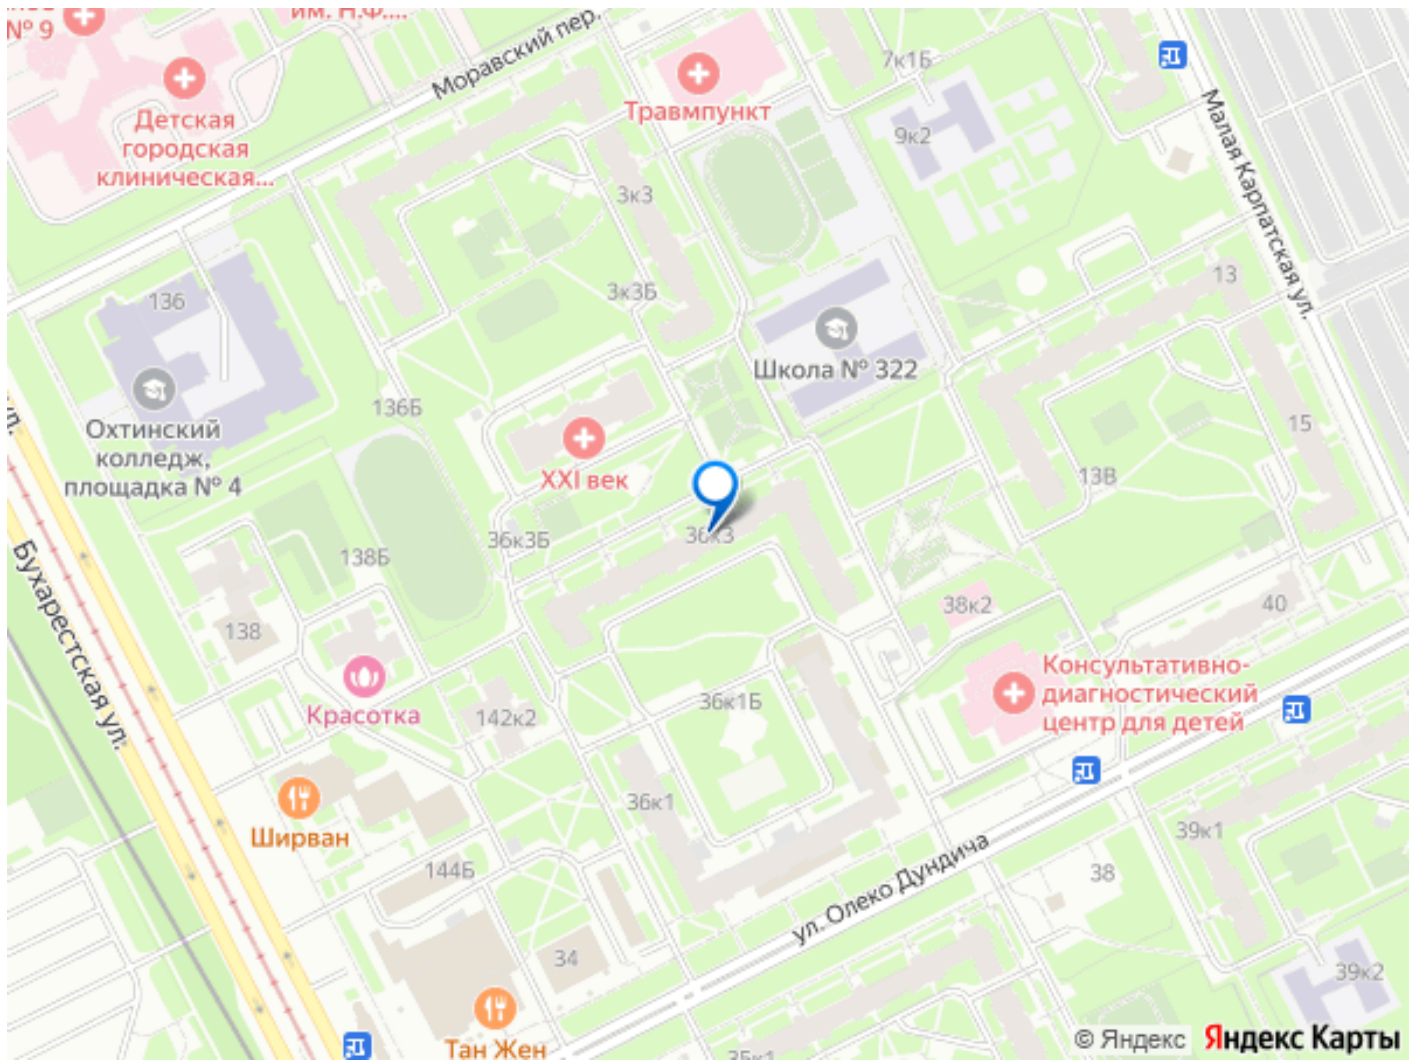 № 9
им. Н.Ф....
Моравский пер.
Детская
городская
клиническая...
Травмпункт
7к1Б
9к2
Малая Карпатская ул.
3к3
3к3Б
136
13
Школа № 322
136Б
Охтинский
колледж,
площадка № 4
XXI век
15
13В
36к3Б
36к3
138Б
Бухарестская ул.
ул.
138
38к2
40
Красотка
142к2
36к1Б
Консультативно-
диагностический
центр для детей
Ширван
36к1
39к1
144Б
ул. Олеко Дундича
38
34
39к2
Тан Жен
35к1
© Яндекс Яндекс Карты